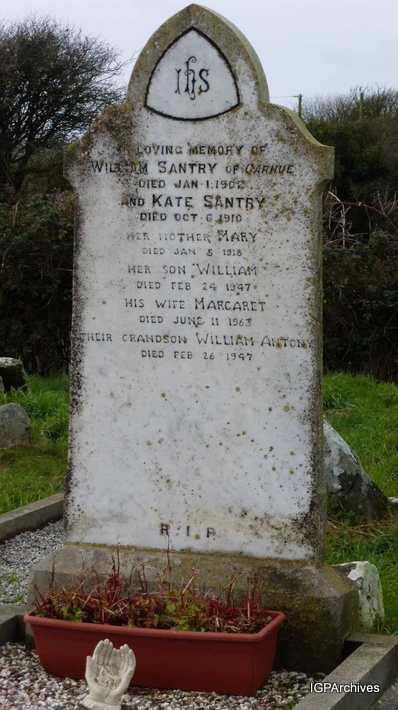 IHS
LOVING MEMORY OF
WILLIAM SANTRY OF CARHUE
DIED JAN 1. 1902
AND KATE SANTRY
DIED OCT 6 1910
HER MOTHER MARY
DIED JAN 5 1918
HER SON WILLIAM
DIED FEB 24 1947
HIS WIFE MARGARET
DIED JUNE 11 1963
THEIR GRANDSON WILLIAM ANTONY
DIED FEB 26 1947
R I P
IGPArchives